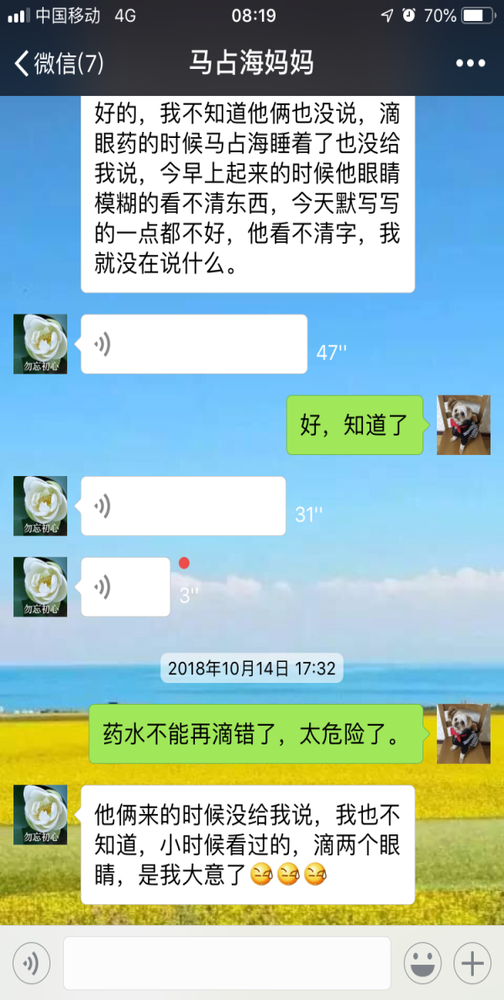 中国移动 4G 08:19 70%
微信(7) 马占海妈妈
好的，我不知道他俩也没说，滴
眼药的时候马占海睡着了也没给
我说，今早上起来的时候他眼睛
模糊的看不清东西，今天默写写
的一点都不好，他看不清字，我
就没在说什么。
勿忘初心
47''
好，知道了
勿忘初心
31''
勿忘初心
3''
2018年10月14日 17:32
药水不能再滴错了，太危险了。
勿忘初心
他俩来的时候没给我说，我也不
知道，小时候看过的，滴两个眼
睛，是我大意了